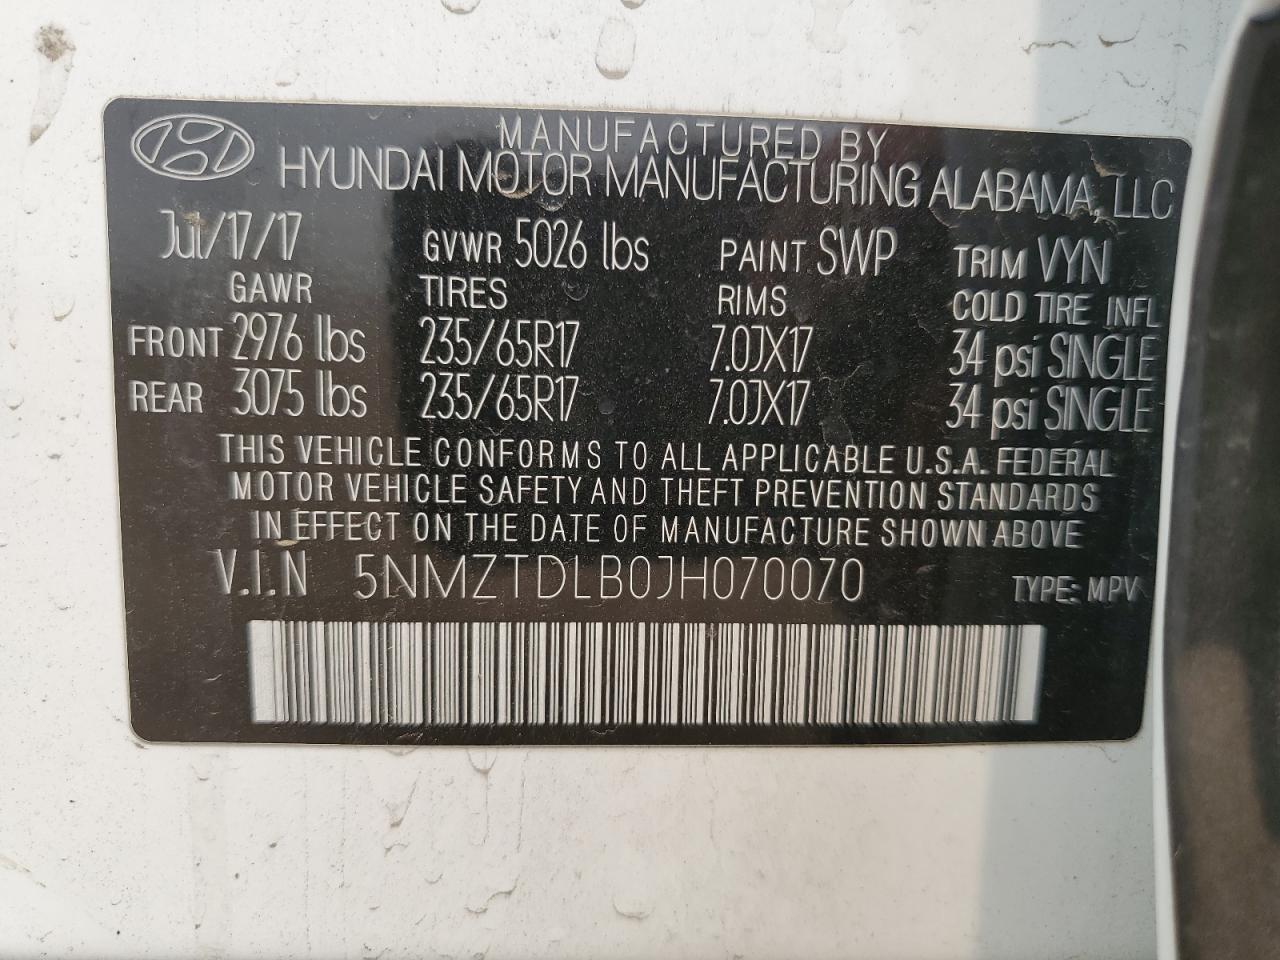 MANUFACTURED BY
HYUNDAI MOTOR MANUFACTURING ALABAMA, LLC
Jul/17/17 GVWR 5026 lbs PAINT SWP TRIM VYN
GAWR TIRES RIMS COLD TIRE INFL
FRONT 2976 lbs 235/65R17 7.0JX17 34 psi SINGLE
REAR 3075 lbs 235/65R17 7.0JX17 34 psi SINGLE
THIS VEHICLE CONFORMS TO ALL APPLICABLE U.S.A. FEDERAL
MOTOR VEHICLE SAFETY AND THEFT PREVENTION STANDARDS
IN EFFECT ON THE DATE OF MANUFACTURE SHOWN ABOVE
V.I.N 5NMZTDLB0JH070070 TYPE: MPV